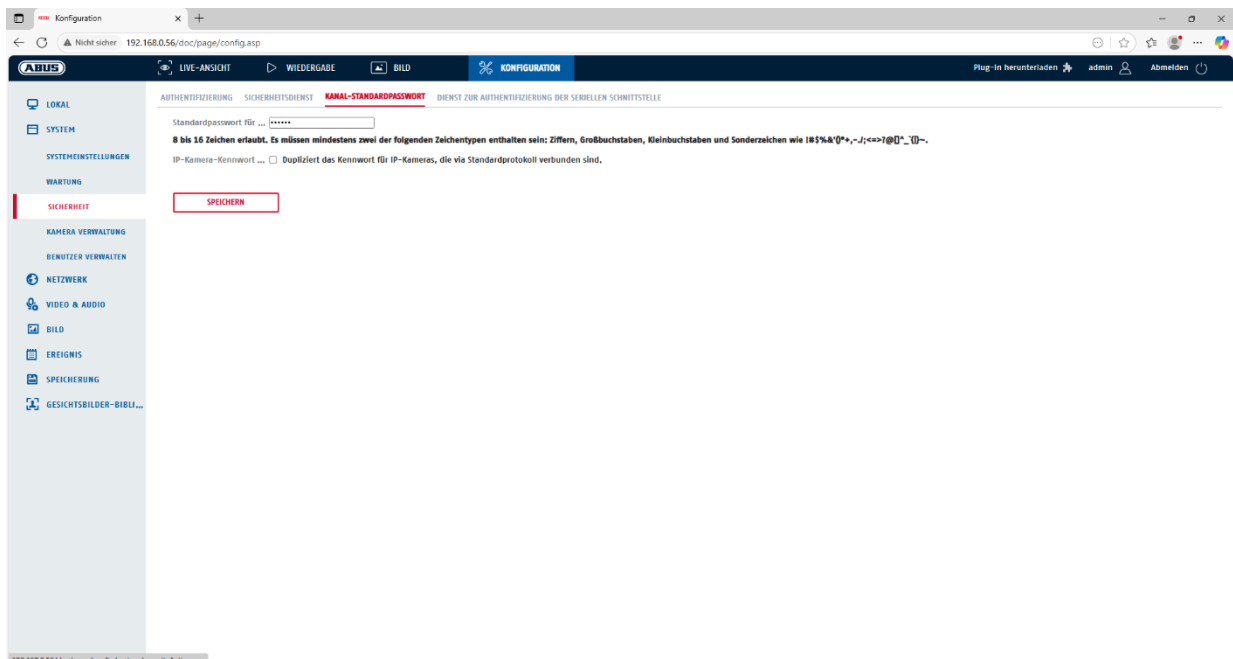 Konfiguration
Nicht sicher 192.168.0.56/doc/page/config.asp
ABUS LIVE-ANSICHT WIEDERGABE BILD KONFIGURATION Plug-In herunterladen admin Abmelden
LOKAL
SYSTEM
SYSTEMEINSTELLUNGEN
WARTUNG
SICHERHEIT
KAMERA VERWALTUNG
BENUTZER VERWALTEN
NETZWERK
VIDEO & AUDIO
BILD
EREIGNIS
SPEICHERUNG
GESICHTSBILDER-BIBLI...
AUTHENTIFIZIERUNG SICHERHEITSDIENST KANAL-STANDARDPASSWORT DIENST ZUR AUTHENTIFIZIERUNG DER SERIELLEN SCHNITTSTELLE
Standardpasswort für ... ••••••
8 bis 16 Zeichen erlaubt. Es müssen mindestens zwei der folgenden Zeichentypen enthalten sein: Ziffern, Großbuchstaben, Kleinbuchstaben und Sonderzeichen wie !#$%&'()*+,-./:;<=>?@[]^_`{|}~.
IP-Kamera-Kennwort ... Dupliziert das Kennwort für IP-Kameras, die via Standardprotokoll verbunden sind.
SPEICHERN